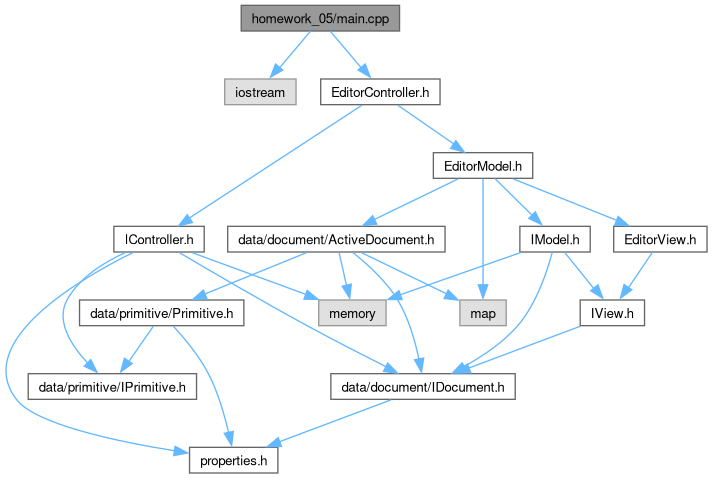 homework_05/main.cpp
iostream
EditorController.h
EditorModel.h
IController.h
data/document/ActiveDocument.h
IModel.h
EditorView.h
data/primitive/Primitive.h
memory
map
IView.h
data/primitive/IPrimitive.h
data/document/IDocument.h
properties.h